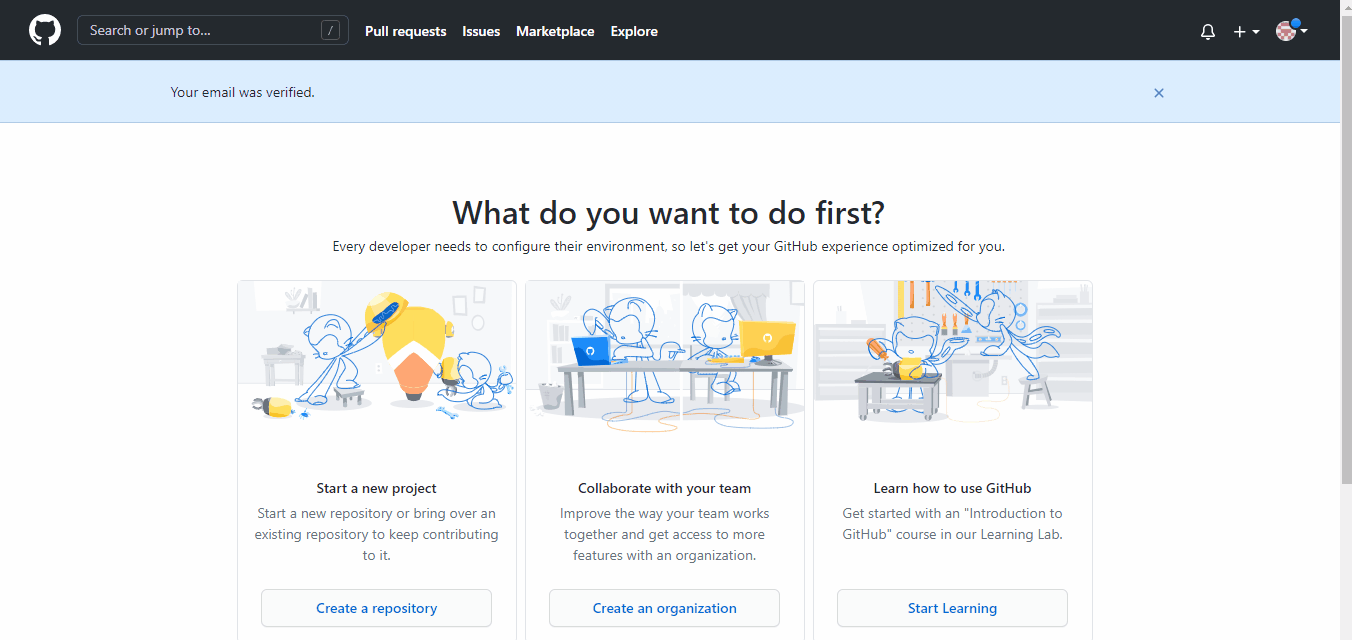 Search or jump to... /
Pull requests
Issues
Marketplace
Explore
Your email was verified.
What do you want to do first?
Every developer needs to configure their environment, so let's get your GitHub experience optimized for you.
Start a new project
Start a new repository or bring over an
existing repository to keep contributing
to it.
Create a repository
Collaborate with your team
Improve the way your team works
together and get access to more
features with an organization.
Create an organization
Learn how to use GitHub
Get started with an "Introduction to
GitHub" course in our Learning Lab.
Start Learning